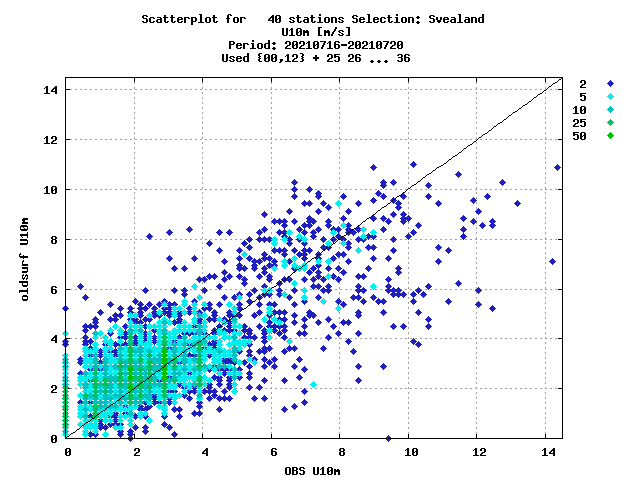 Scatterplot for   40 stations Selection: Svealand
U10m [m/s]
Period: 20210716-20210720
Used {00,12} + 25 26 ... 36
2
5
10
25
50
14
12
10
8
6
4
2
0
oldsurf U10m
0 2 4 6 8 10 12 14
OBS U10m